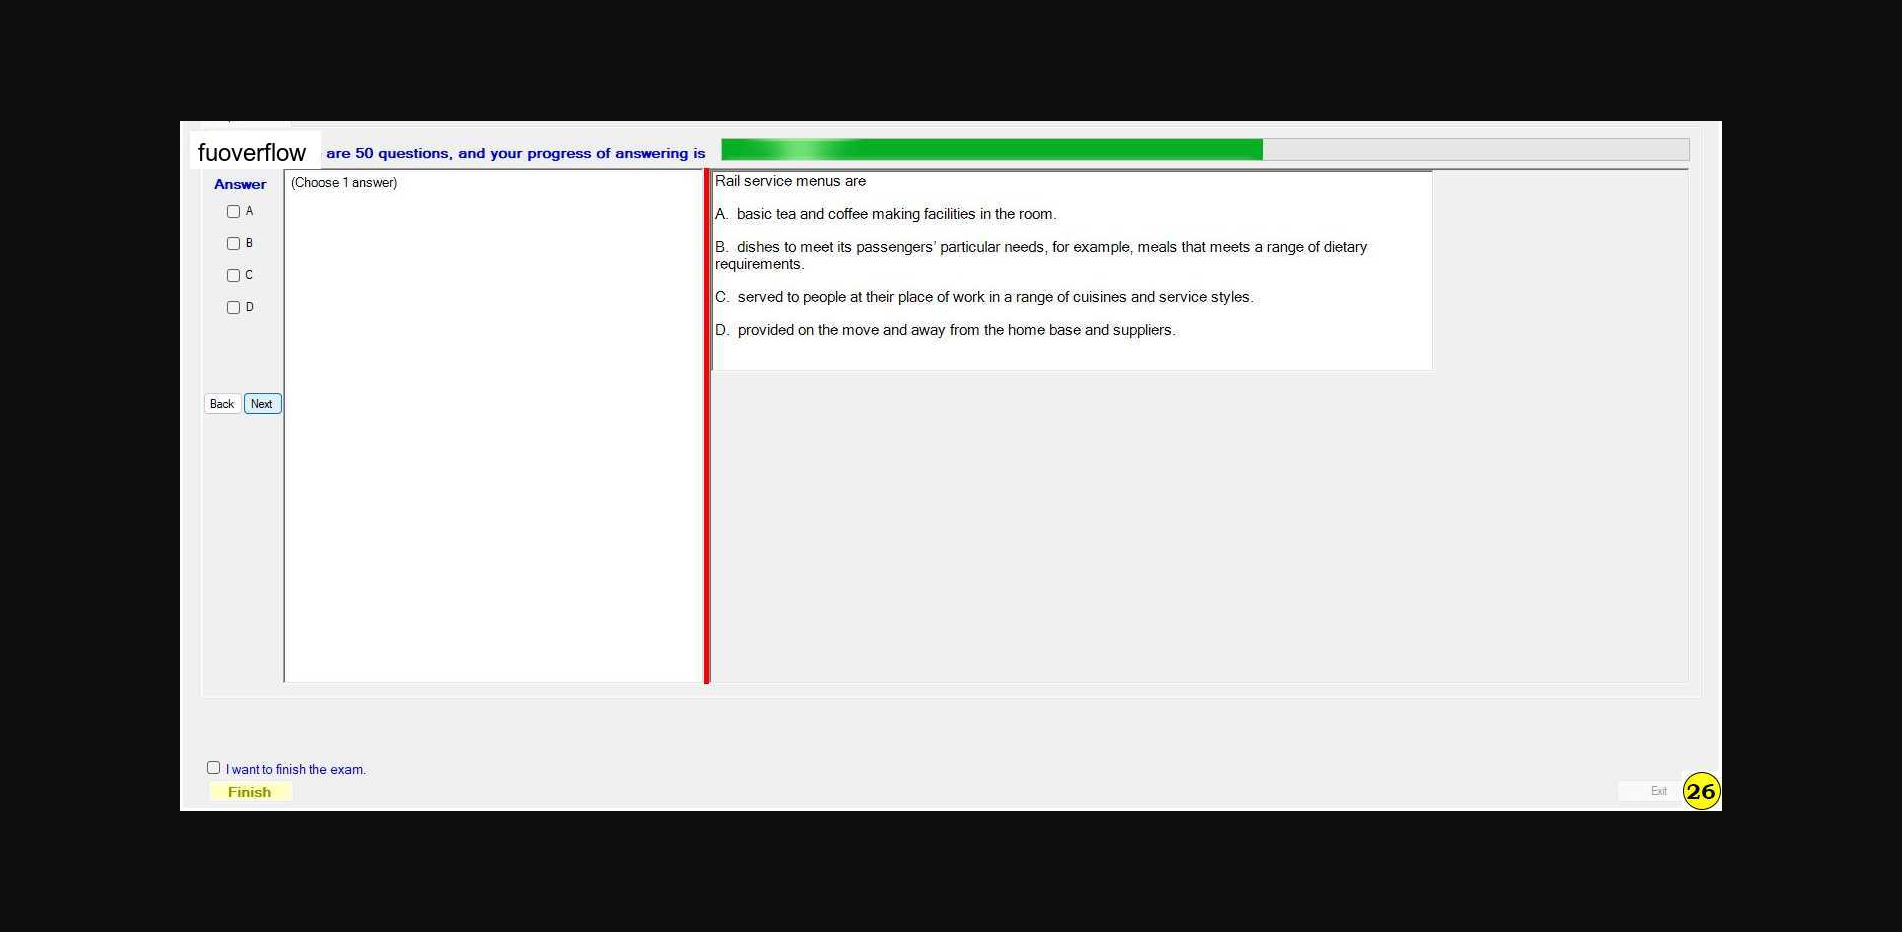 fuoverflow are 50 questions, and your progress of answering is
Answer
(Choose 1 answer)
A
B
C
D
Back Next
Rail service menus are
A. basic tea and coffee making facilities in the room.
B. dishes to meet its passengers' particular needs, for example, meals that meets a range of dietary
requirements.
C. served to people at their place of work in a range of cuisines and service styles.
D. provided on the move and away from the home base and suppliers.
I want to finish the exam.
Finish
Exit
26